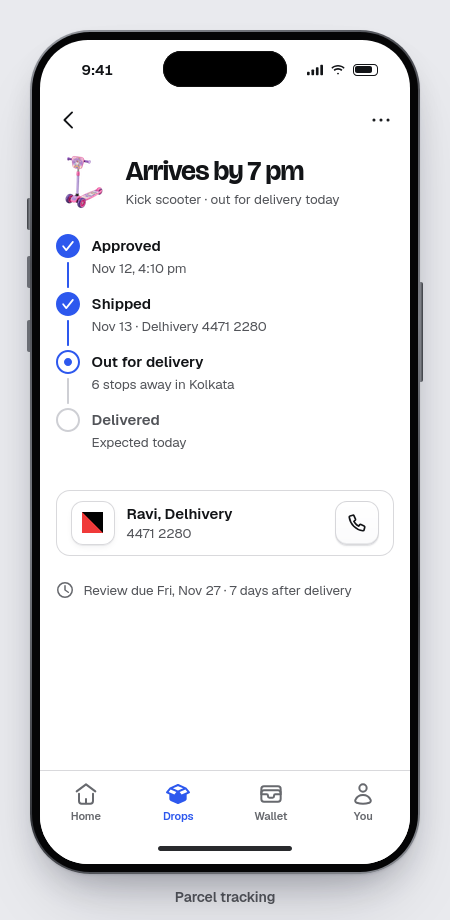 9:41
Arrives by 7 pm
Kick scooter · out for delivery today
Approved
Nov 12, 4:10 pm
Shipped
Nov 13 · Delhivery 4471 2280
Out for delivery
6 stops away in Kolkata
Delivered
Expected today
Ravi, Delhivery
4471 2280
Review due Fri, Nov 27 · 7 days after delivery
Home Drops Wallet You
Parcel tracking